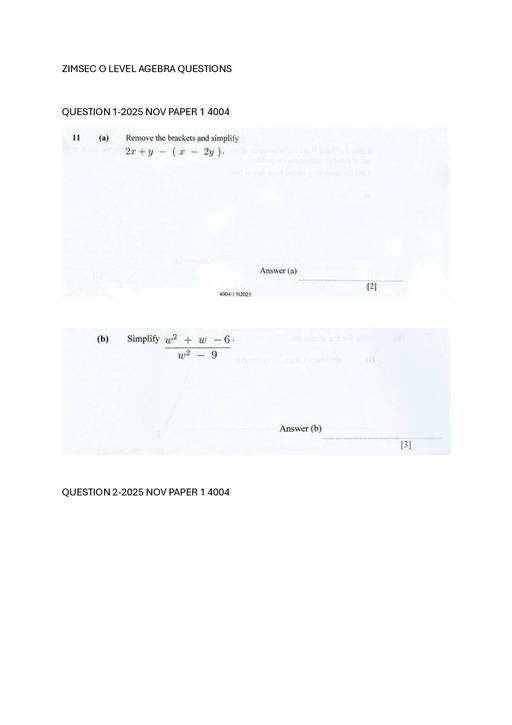 ZIMSEC O LEVEL AGEBRA QUESTIONS
QUESTION 1-2025 NOV PAPER 1 4004
11 (a) Remove the brackets and simplify
2x + y − ( x − 2y ).
Answer (a)
[2]
4004/1 N2025
(b) Simplify w² + w − 6.
w² − 9
Answer (b)
[3]
QUESTION 2-2025 NOV PAPER 1 4004